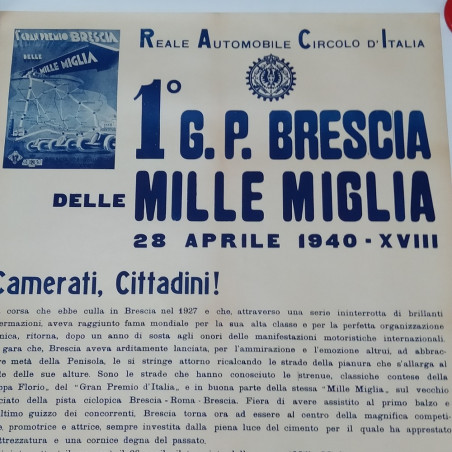 1° GRAN PREMIO BRESCIA
DELLE
MILLE MIGLIA
REALE AUTOMOBILE CIRCOLO D'ITALIA
1° G. P. BRESCIA
DELLE MILLE MIGLIA
28 APRILE 1940 - XVIII
Camerati, Cittadini!
corsa che ebbe culla in Brescia nel 1927 e che, attraverso una serie ininterrotta di brillanti
ermazioni, aveva raggiunto fama mondiale per la sua alta classe e per la perfetta organizzazione
nica, ritorna, dopo un anno di sosta agli onori delle manifestazioni motoristiche internazionali.
gara che, Brescia aveva arditamente lanciata, per l'ammirazione e l'emozione altrui, ad abbrac-
ve metà della Penisola, le si stringe attorno ricalcando le strade della pianura che s'allarga al
de delle sue alture. Sono le strade che hanno conosciuto le istrenue, classiche contese della
ppa Florio„ del "Gran Premio d'Italia„ e in buona parte della stessa "Mille Miglia„ sul vecchio
ciato della pista ciclopica Brescia - Roma - Brescia. Fiera di avere assistito al primo balzo e
ultimo guizzo dei concorrenti, Brescia torna ora ad essere al centro della magnifica competi-
e, promotrice e attrice, sempre investita dalla piena luce del cimento per il quale ha apprestato
ttrezzatura e una cornice degna del passato.